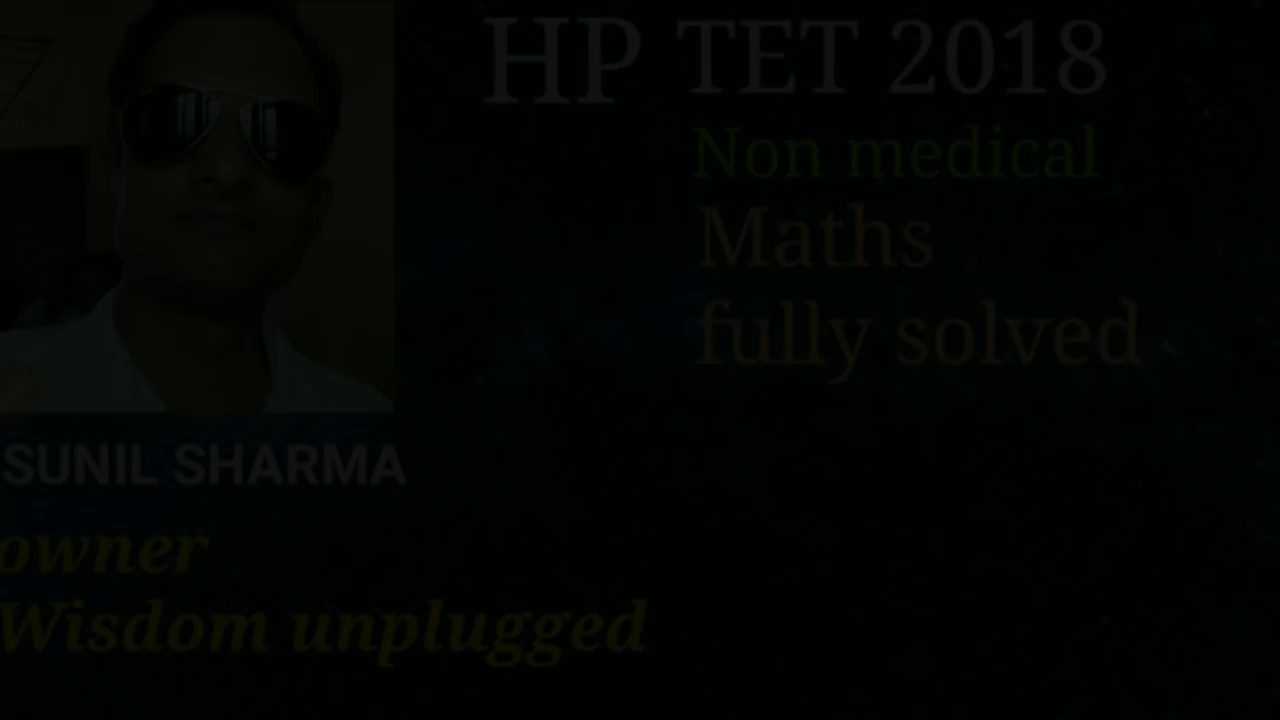 HP TET 2018
Non medical
Maths
fully solved
SUNIL SHARMA
owner
Wisdom unplugged